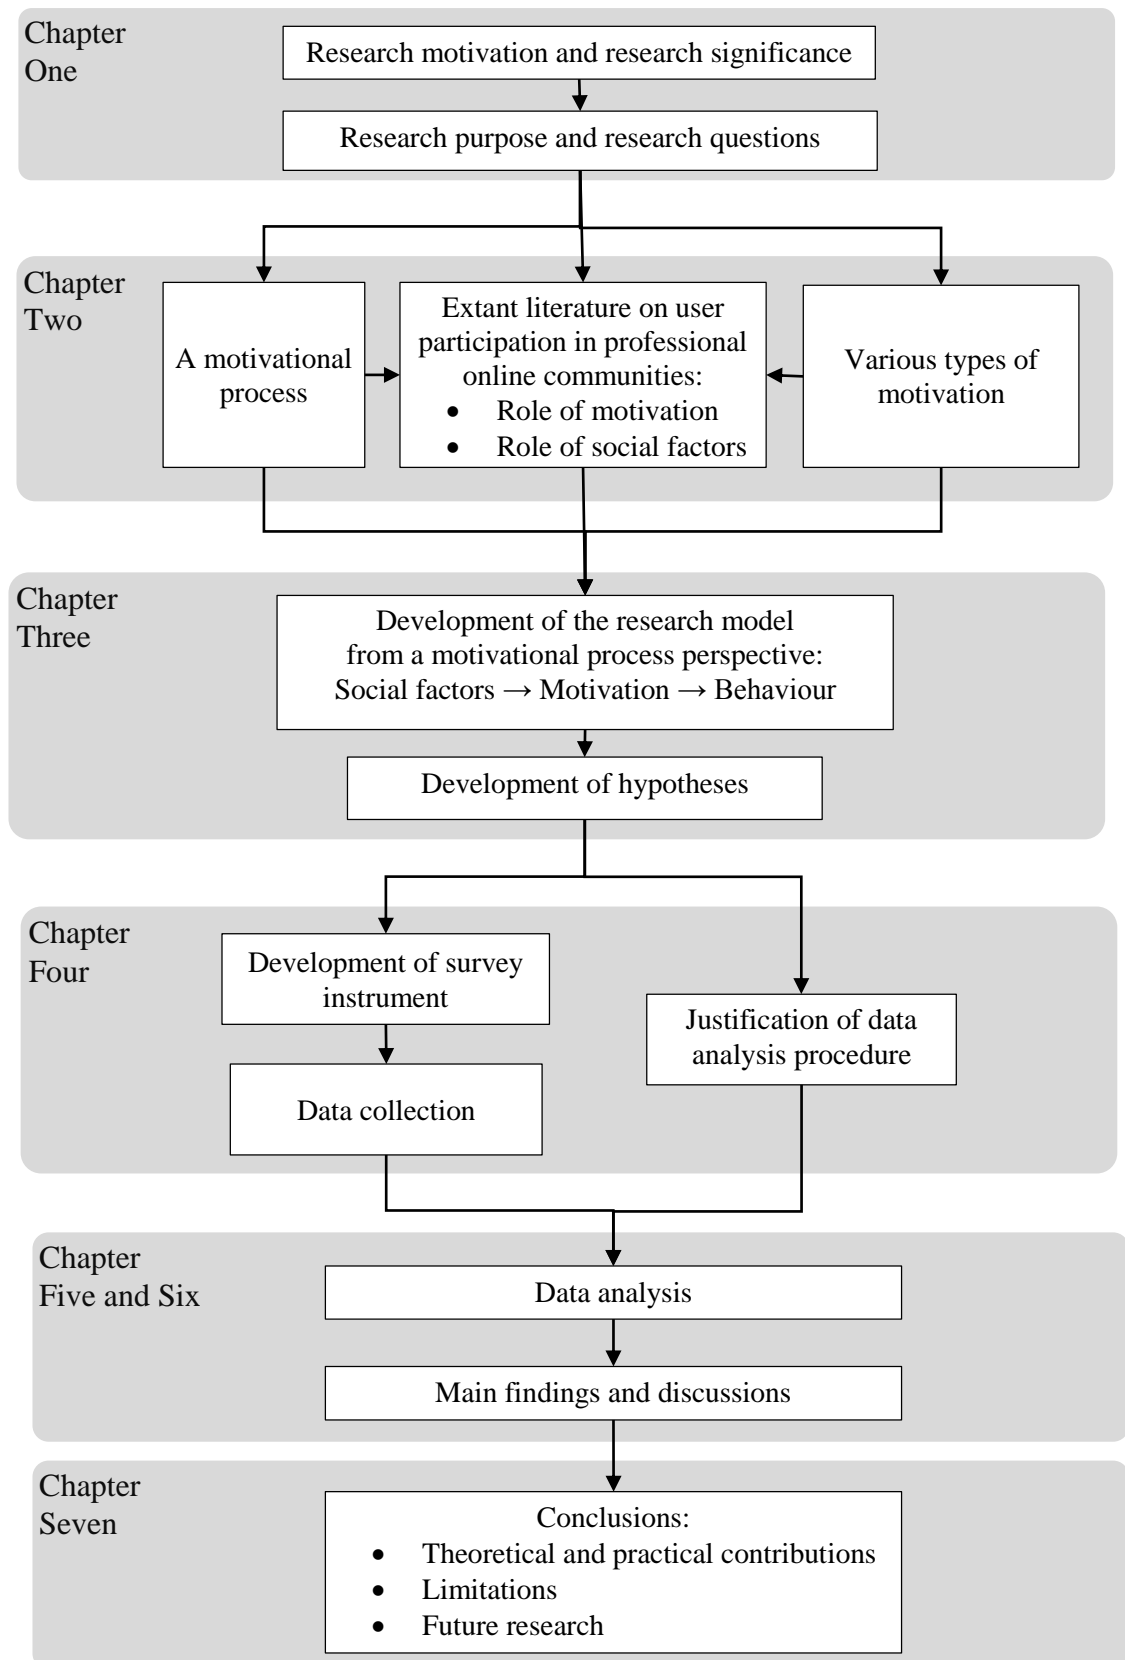 Chapter
One
Research motivation and research significance
Research purpose and research questions
Chapter
Two
A motivational
process
Extant literature on user
participation in professional
online communities:
• Role of motivation
• Role of social factors
Various types of
motivation
Chapter
Three
Development of the research model
from a motivational process perspective:
Social factors → Motivation → Behaviour
Development of hypotheses
Chapter
Four
Development of survey
instrument
Data collection
Justification of data
analysis procedure
Chapter
Five and Six
Data analysis
Main findings and discussions
Chapter
Seven
Conclusions:
• Theoretical and practical contributions
• Limitations
• Future research